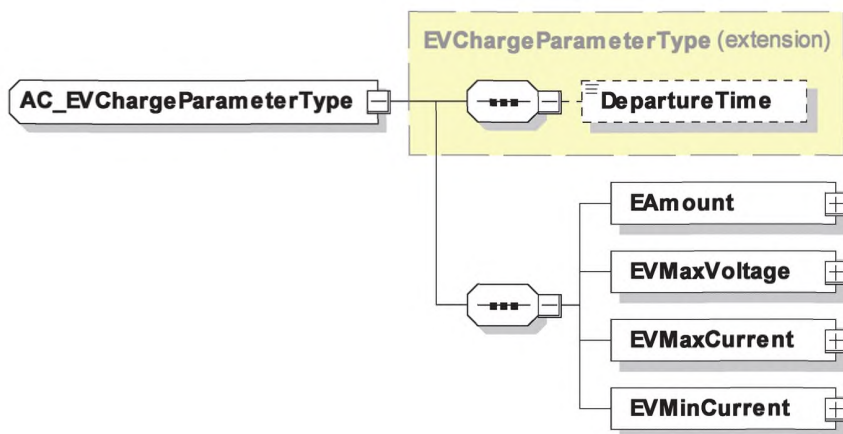 EVChargeParameterType (extension)
AC_EVChargeParameterType
DepartureTime
EAmount
EVMaxVoltage
EVMaxCurrent
EVMinCurrent